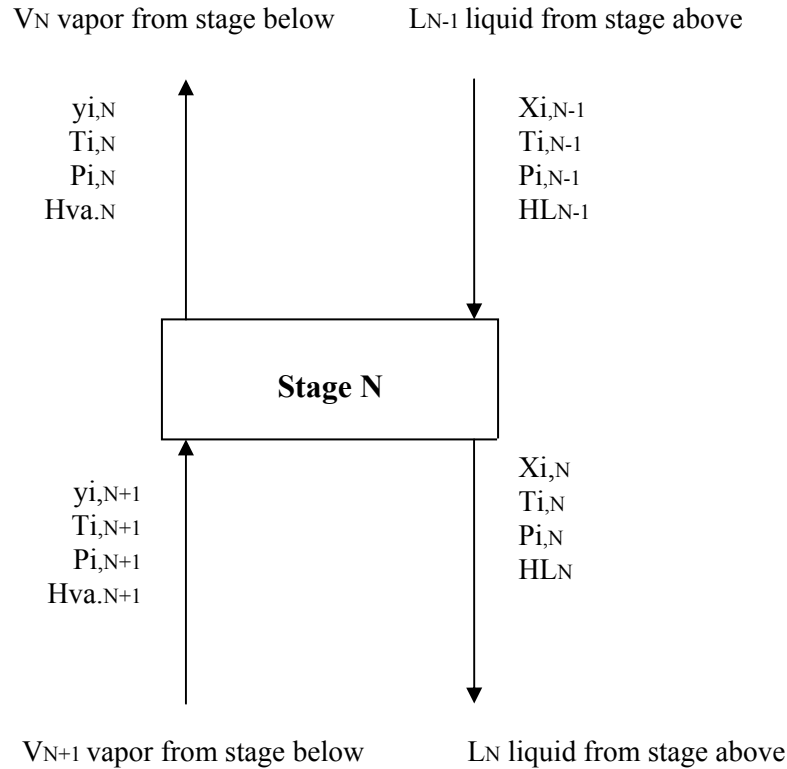 VN vapor from stage below LN-1 liquid from stage above
yi,N
Ti,N
Pi,N
Hva.N
Xi,N-1
Ti,N-1
Pi,N-1
HLN-1
Stage N
yi,N+1
Ti,N+1
Pi,N+1
Hva.N+1
Xi,N
Ti,N
Pi,N
HLN
VN+1 vapor from stage below LN liquid from stage above